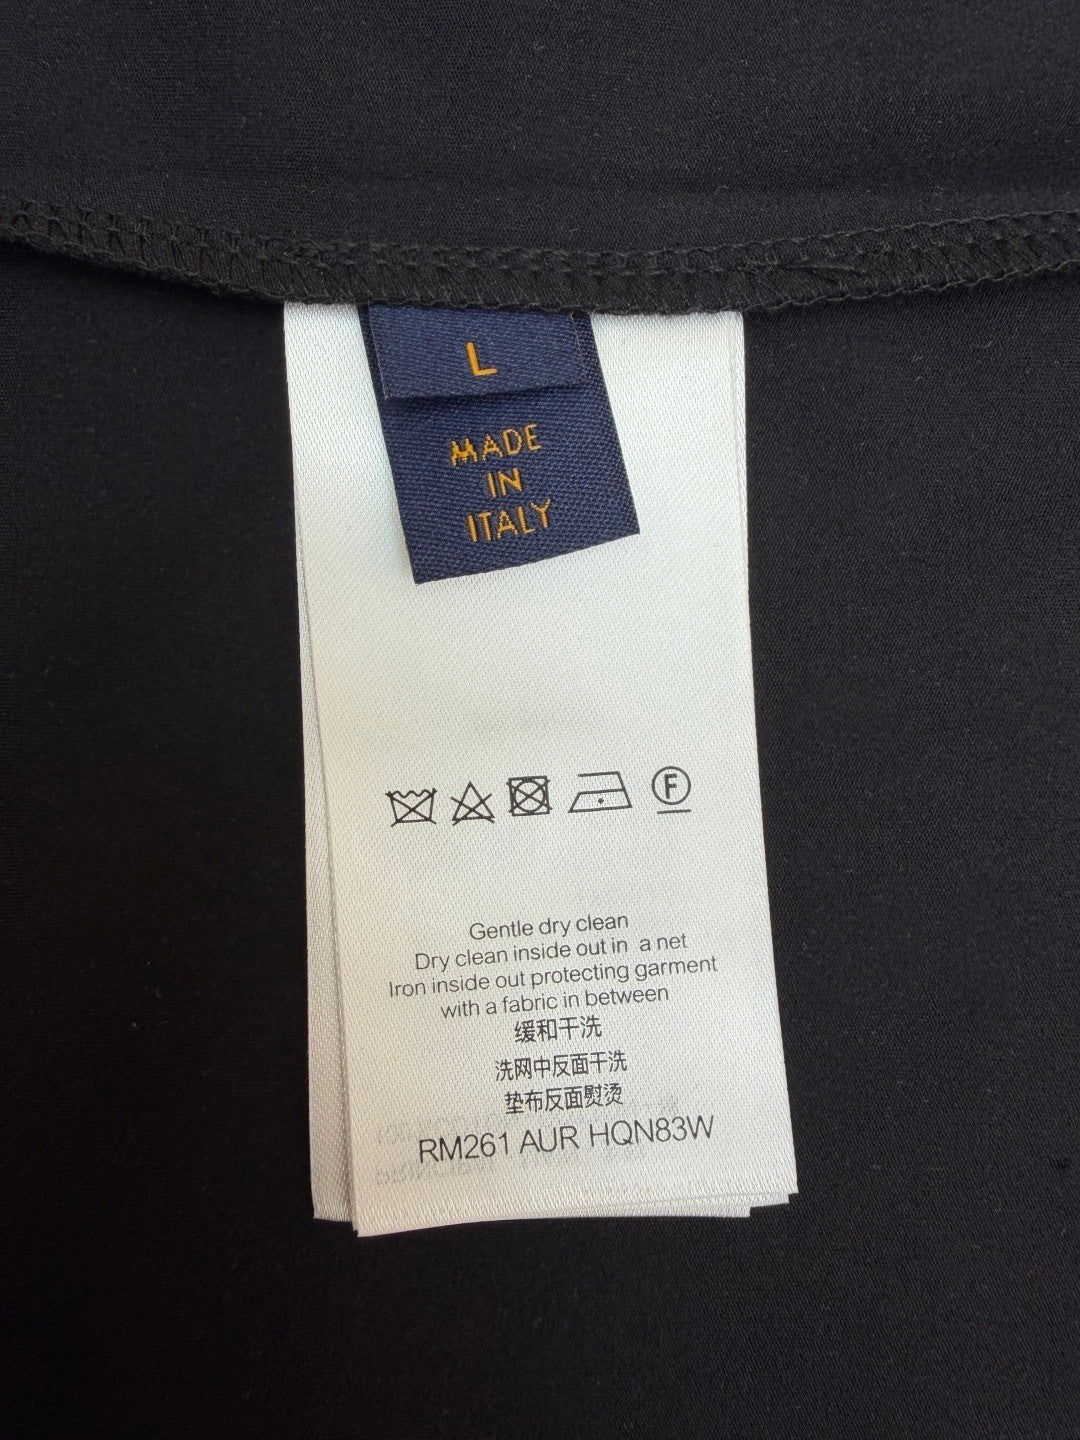 L
MADE
IN
ITALY
F
Gentle dry clean
Dry clean inside out in a net
Iron inside out protecting garment
with a fabric in between
缓和干洗
洗网中反面干洗
垫布反面熨烫
RM261 AUR HQN83W